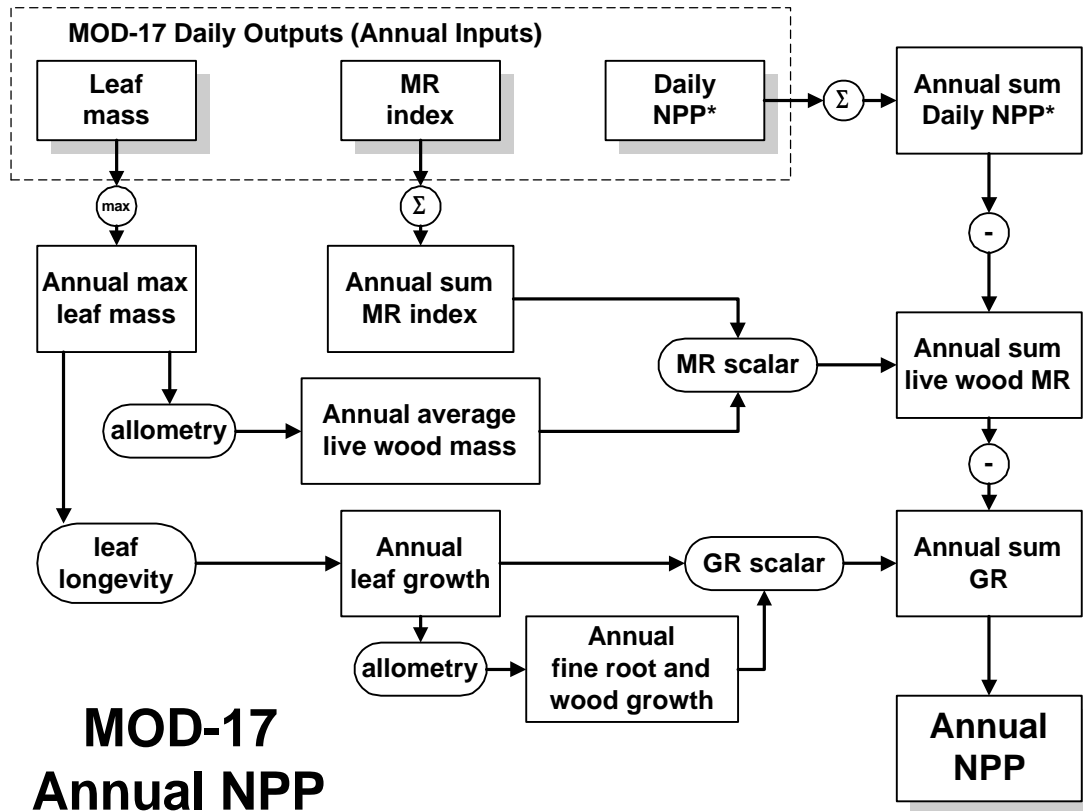 MOD-17 Daily Outputs (Annual Inputs)
Leaf
mass
MR
index
Daily
NPP*
Σ
Annual sum
Daily NPP*
max
Σ
-
Annual max
leaf mass
Annual sum
MR index
MR scalar
Annual sum
live wood MR
allometry
Annual average
live wood mass
-
leaf
longevity
Annual
leaf growth
GR scalar
Annual sum
GR
allometry
Annual
fine root and
wood growth
MOD-17
Annual NPP
Annual
NPP